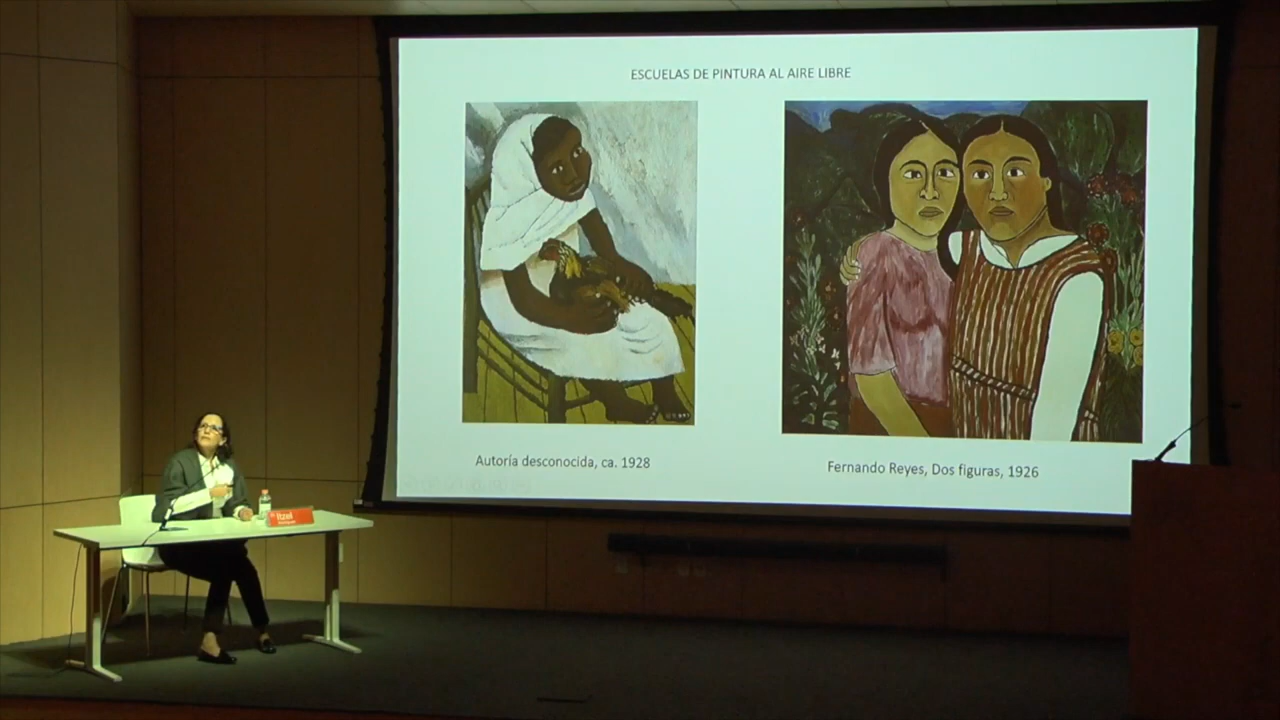 ESCUELAS DE PINTURA AL AIRE LIBRE
Autoría desconocida, ca. 1928
Fernando Reyes, Dos figuras, 1926
Itzel